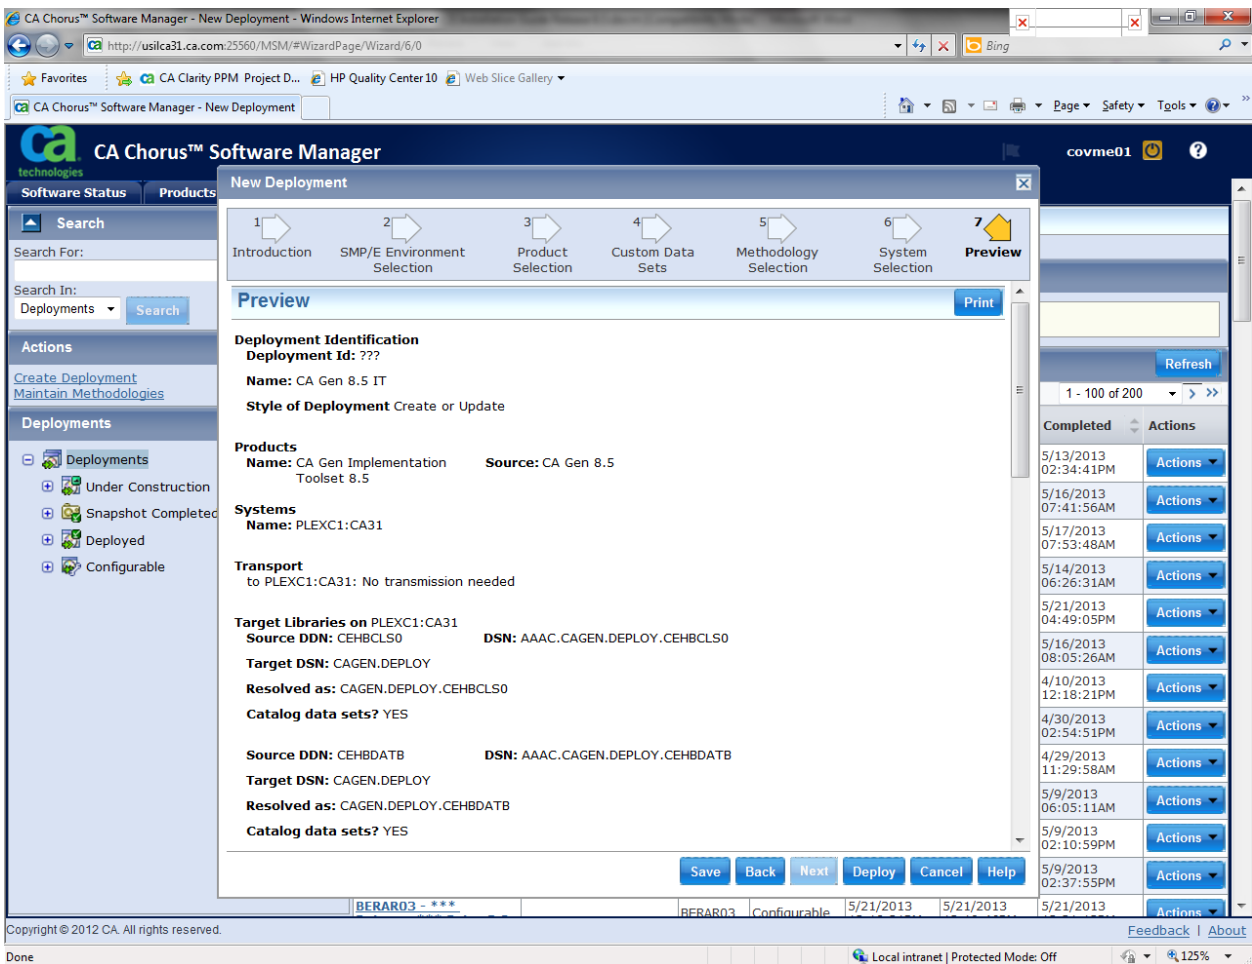 CA Chorus™ Software Manager - New Deployment - Windows Internet Explorer
http://usilca31.ca.com:25560/MSM/#WizardPage/Wizard/6/0
Bing
Favorites CA Clarity PPM Project D... HP Quality Center 10 Web Slice Gallery
CA Chorus™ Software Manager - New Deployment
Page Safety Tools
ca technologies
CA Chorus™ Software Manager
covme01
Software Status Products
New Deployment
Search
Search For:
Search In:
Deployments Search
Actions
Create Deployment
Maintain Methodologies
Deployments
Deployments
Under Construction
Snapshot Completed
Deployed
Configurable
1 Introduction
2 SMP/E Environment Selection
3 Product Selection
4 Custom Data Sets
5 Methodology Selection
6 System Selection
7 Preview
Preview Print
Deployment Identification
Deployment Id: ???
Name: CA Gen 8.5 IT
Style of Deployment Create or Update
Products
Name: CA Gen Implementation Toolset 8.5 Source: CA Gen 8.5
Systems
Name: PLEXC1:CA31
Transport
to PLEXC1:CA31: No transmission needed
Target Libraries on PLEXC1:CA31
Source DDN: CEHBCLS0 DSN: AAAC.CAGEN.DEPLOY.CEHBCLS0
Target DSN: CAGEN.DEPLOY
Resolved as: CAGEN.DEPLOY.CEHBCLS0
Catalog data sets? YES
Source DDN: CEHBDATB DSN: AAAC.CAGEN.DEPLOY.CEHBDATB
Target DSN: CAGEN.DEPLOY
Resolved as: CAGEN.DEPLOY.CEHBDATB
Catalog data sets? YES
Save Back Next Deploy Cancel Help
Refresh
1 - 100 of 200
Completed Actions
5/13/2013 02:34:41PM Actions
5/16/2013 07:41:56AM Actions
5/17/2013 07:53:48AM Actions
5/14/2013 06:26:31AM Actions
5/21/2013 04:49:05PM Actions
5/16/2013 08:05:26AM Actions
4/10/2013 12:18:21PM Actions
4/30/2013 02:54:51PM Actions
4/29/2013 11:29:58AM Actions
5/9/2013 06:05:11AM Actions
5/9/2013 02:10:59PM Actions
5/9/2013 02:37:55PM Actions
BERAR03 - *** BERAR03 Configurable 5/21/2013 5/21/2013 5/21/2013 Actions
Copyright © 2012 CA. All rights reserved.
Feedback | About
Done
Local intranet | Protected Mode: Off
125%